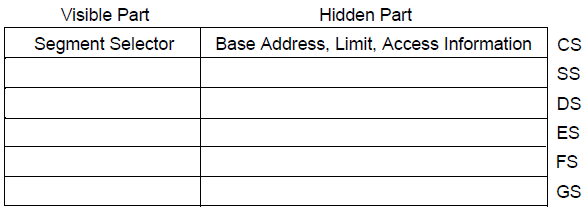 Visible Part Hidden Part
Segment Selector Base Address, Limit, Access Information CS
SS
DS
ES
FS
GS